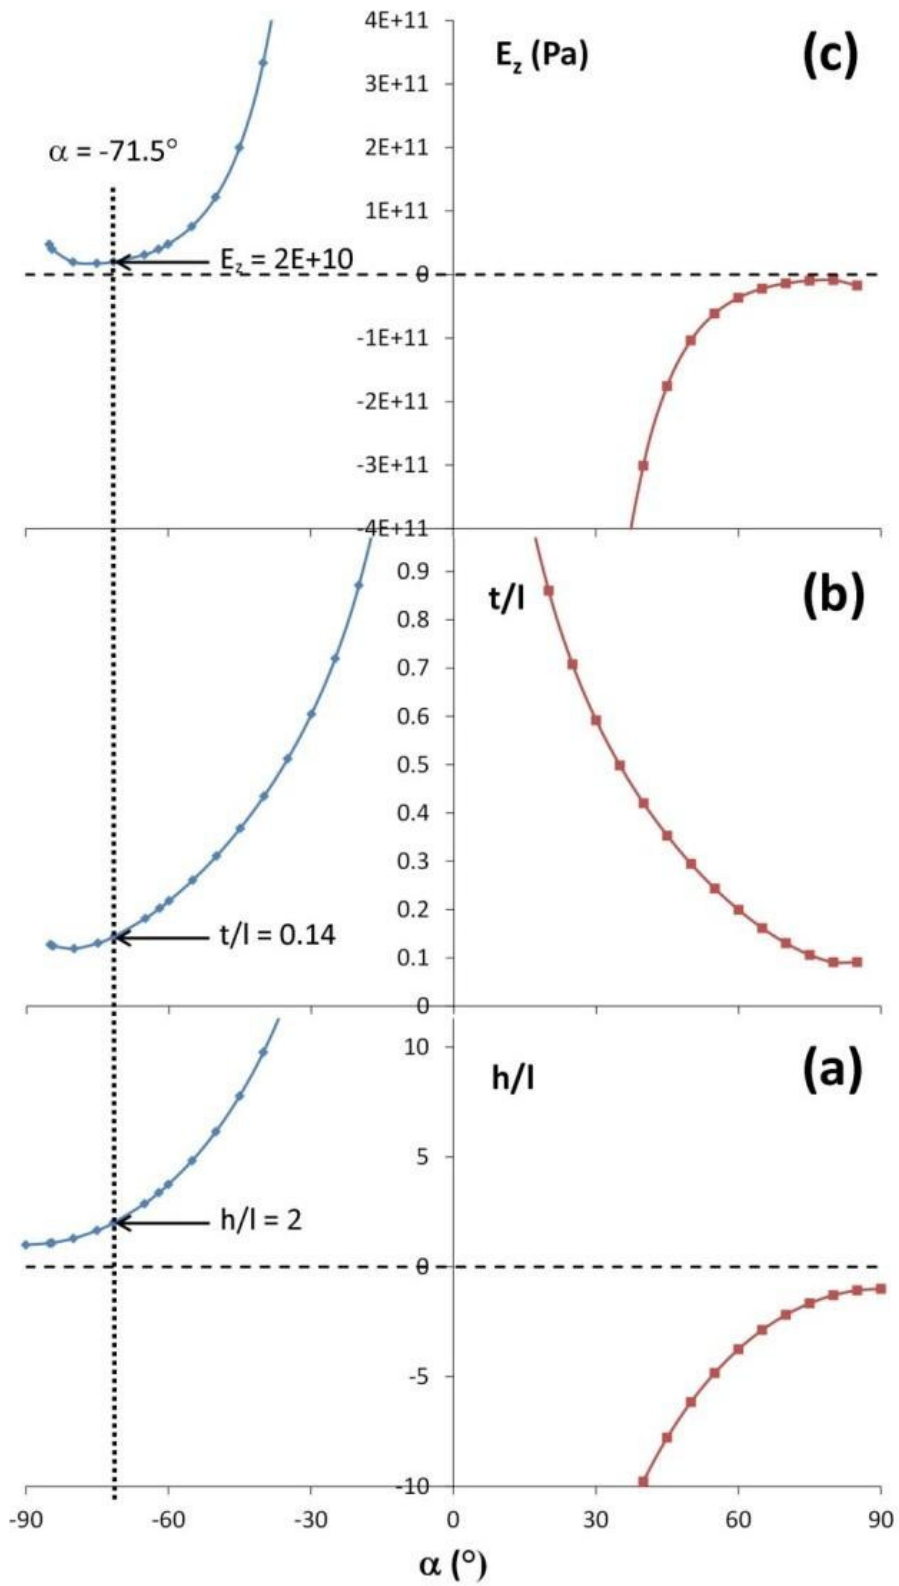 4E+11
E_z (Pa)
(c)
3E+11
α = -71.5°
2E+11
1E+11
E_z = 2E+10
0
-1E+11
-2E+11
-3E+11
-4E+11
0.9
t/l
(b)
0.8
0.7
0.6
0.5
0.4
0.3
0.2
t/l = 0.14
0.1
0
10
h/l
(a)
5
h/l = 2
0
-5
-10
-90 -60 -30 0 30 60 90
α (°)